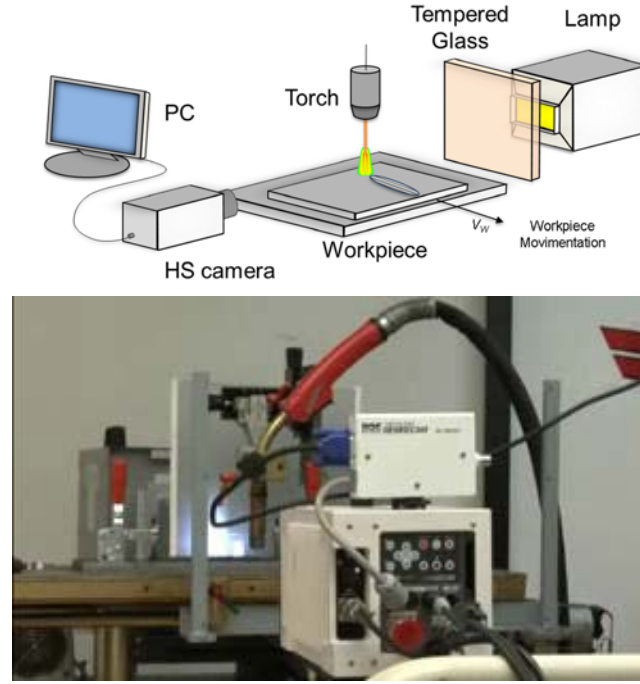 Tempered
Glass
Lamp
Torch
PC
Workpiece
V_W
Workpiece
Movimentation
HS camera